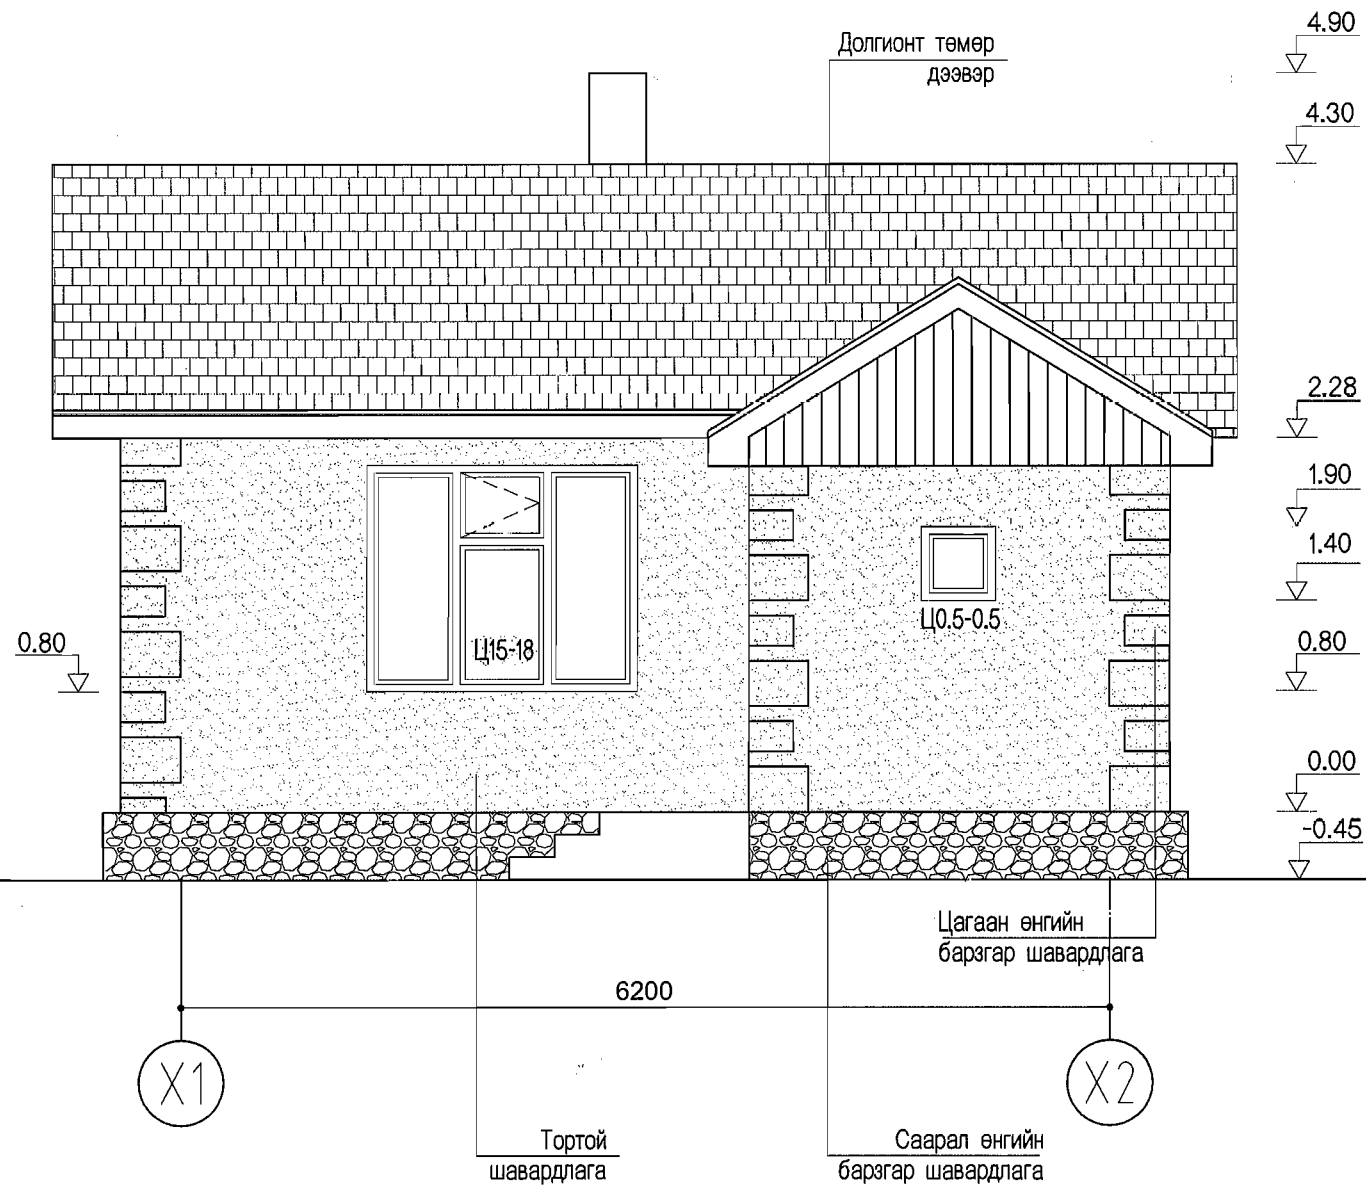 4.90
Долгионт төмөр
дээвэр
4.30
2.28
1.90
1.40
Ц0.5-0.5
Ц15-18
0.80
0.80
0.00
-0.45
Цагаан өнгийн
барзгар шавардлага
6200
X1
X2
Тортой
шавардлага
Саарал өнгийн
барзгар шавардлага